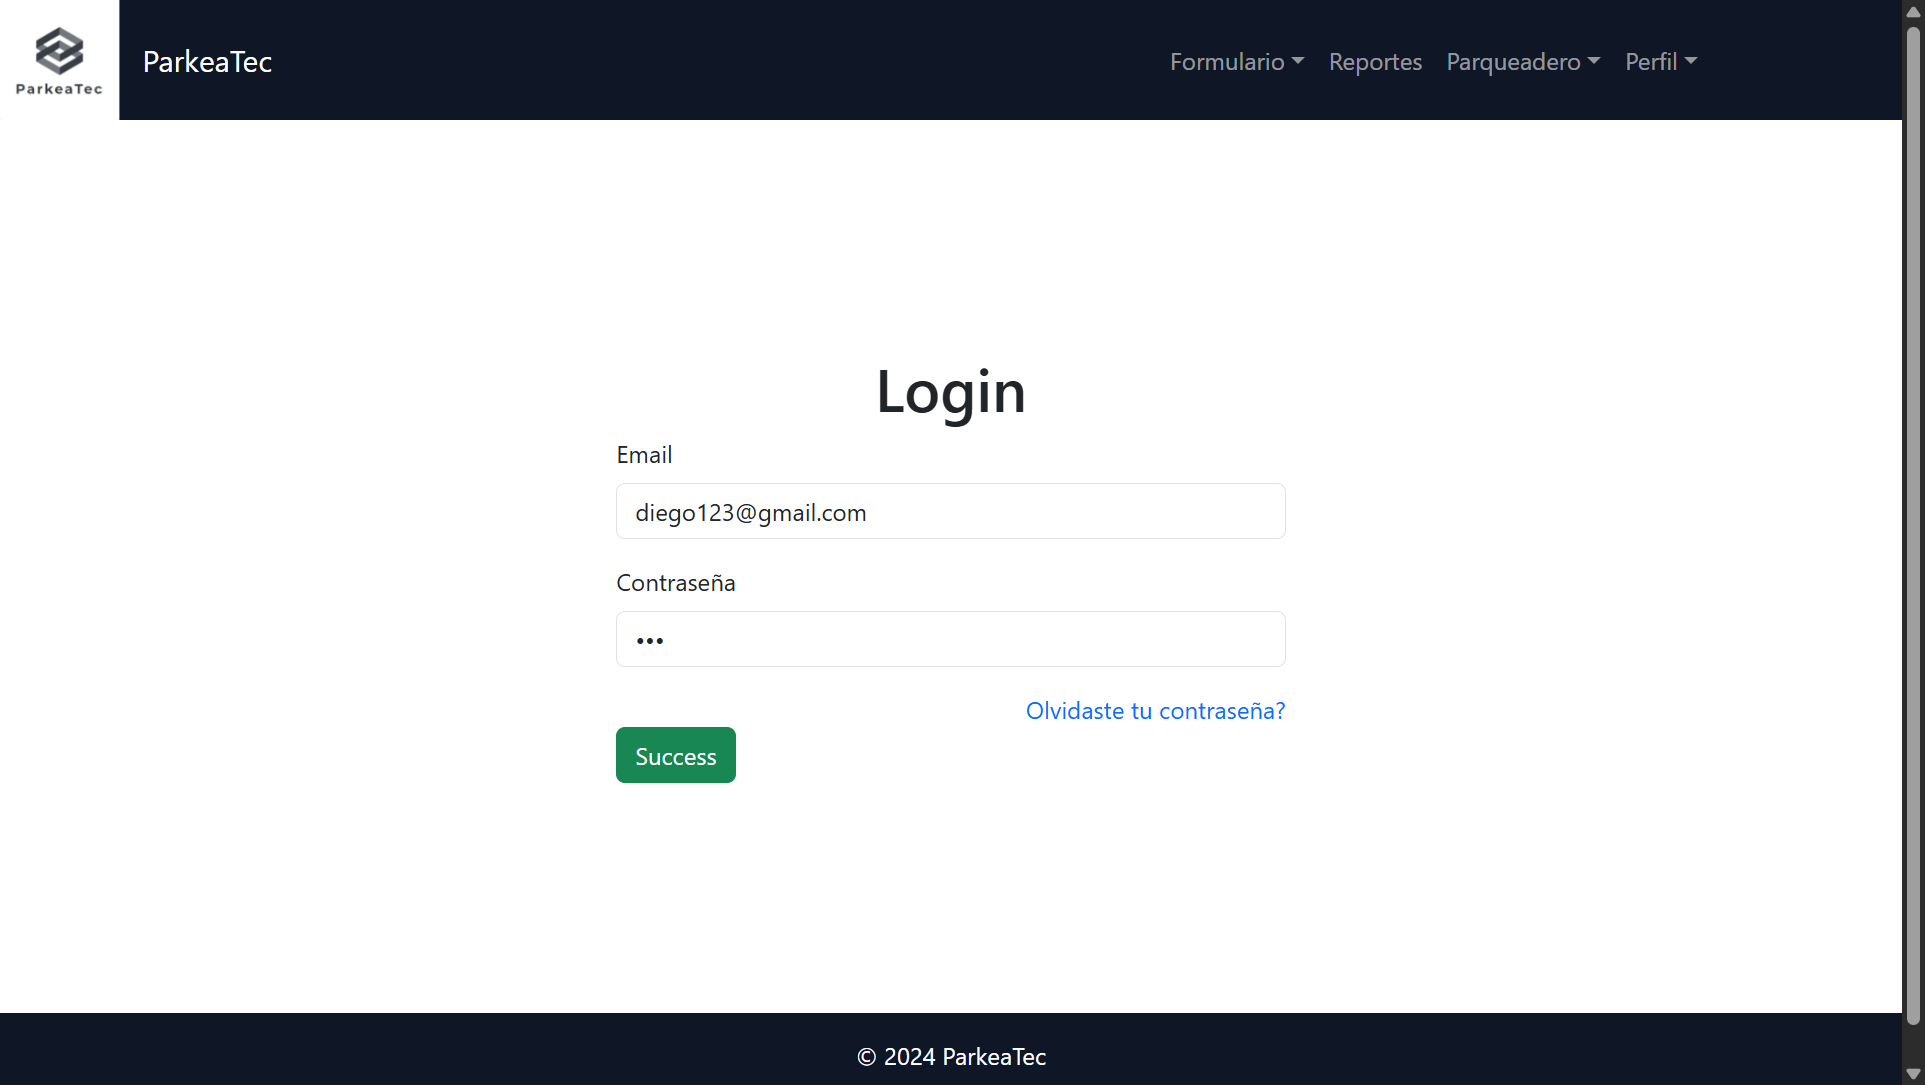 ParkeaTec
ParkeaTec
Formulario
Reportes
Parqueadero
Perfil
Login
Email
diego123@gmail.com
Contraseña
•••
Olvidaste tu contraseña?
Success
© 2024 ParkeaTec